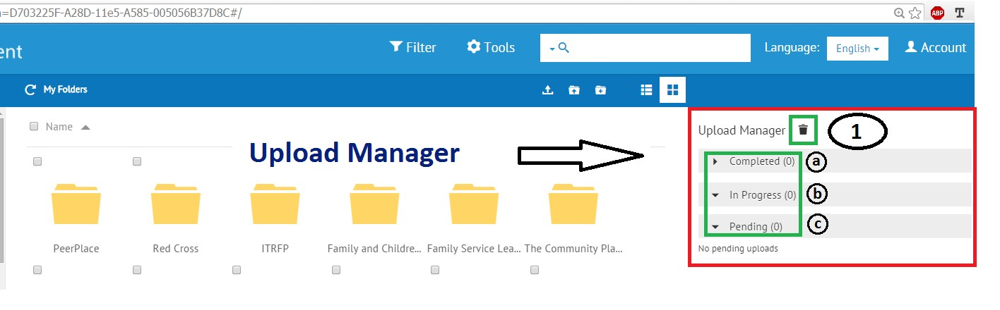 n=D703225F-A28D-11e5-A585-005056B37D8C#/
ABP T
ent Filter Tools Language: English Account
My Folders
Upload Manager 1
Name
Upload Manager
Completed (0) a
In Progress (0) b
Pending (0) c
No pending uploads
PeerPlace Red Cross ITRFP Family and Childre... Family Service Lea... The Community Pla...